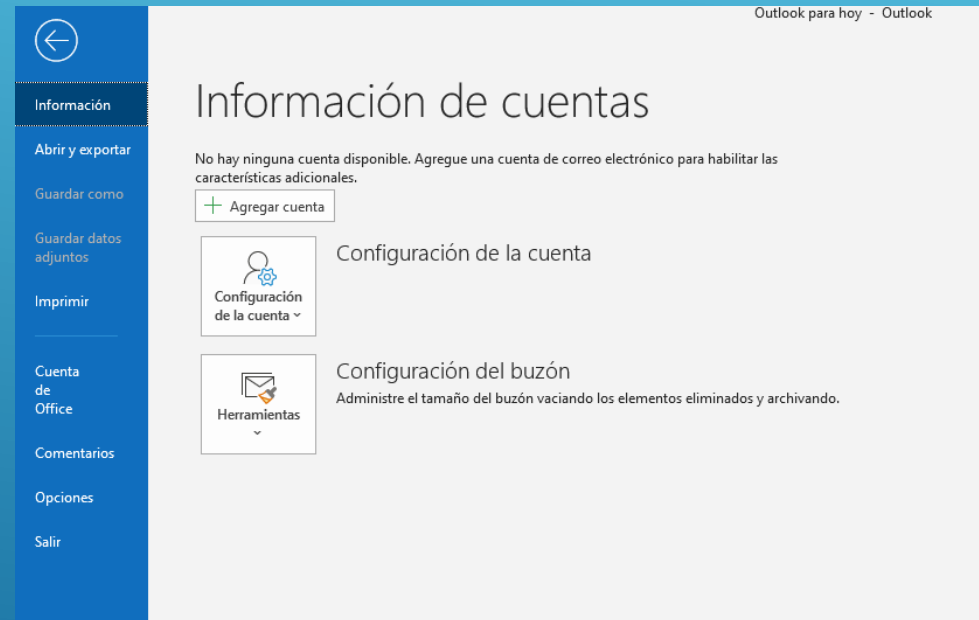 Outlook para hoy - Outlook
Información
Abrir y exportar
Guardar como
Guardar datos
adjuntos
Imprimir
Cuenta
de
Office
Comentarios
Opciones
Salir
Información de cuentas
No hay ninguna cuenta disponible. Agregue una cuenta de correo electrónico para habilitar las
características adicionales.
Agregar cuenta
Configuración
de la cuenta
Configuración de la cuenta
Herramientas
Configuración del buzón
Administre el tamaño del buzón vaciando los elementos eliminados y archivando.